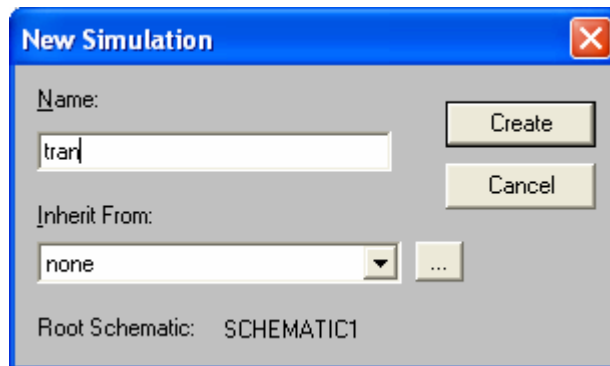 New Simulation
Name:
Create
tran
Cancel
Inherit From:
none
...
Root Schematic: SCHEMATIC1